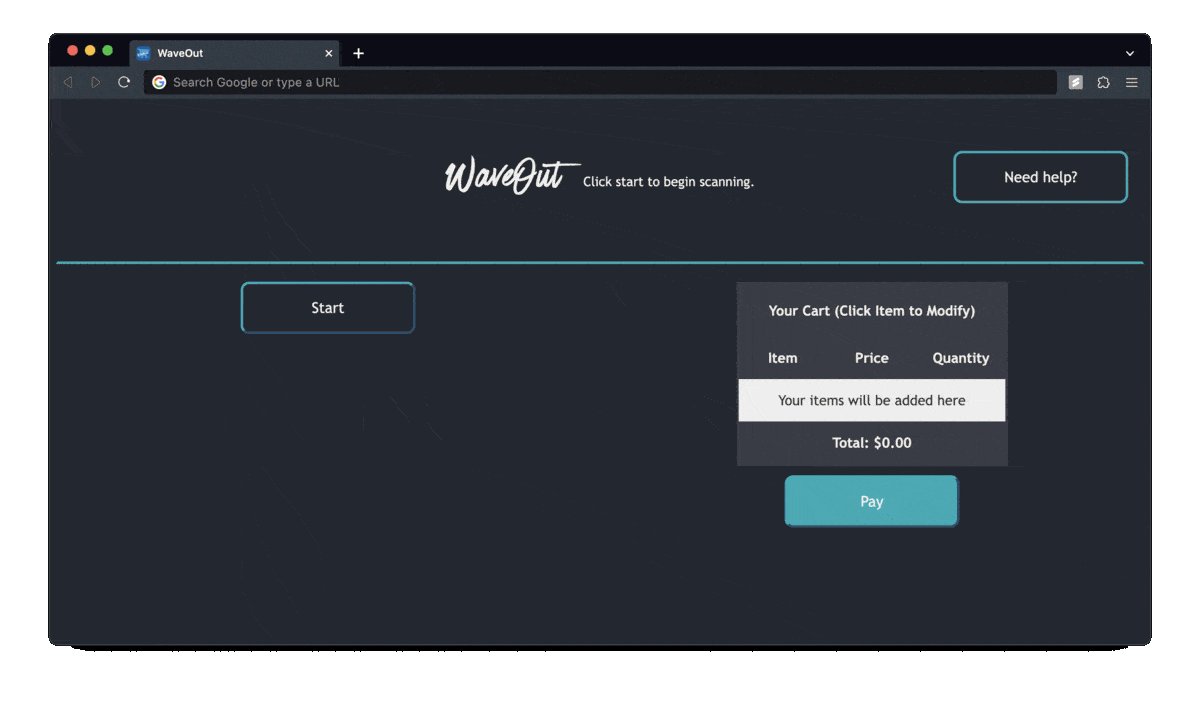 WaveOut
Search Google or type a URL
WaveOut Click start to begin scanning.
Need help?
Start
Your Cart (Click Item to Modify)
Item Price Quantity
Your items will be added here
Total: $0.00
Pay